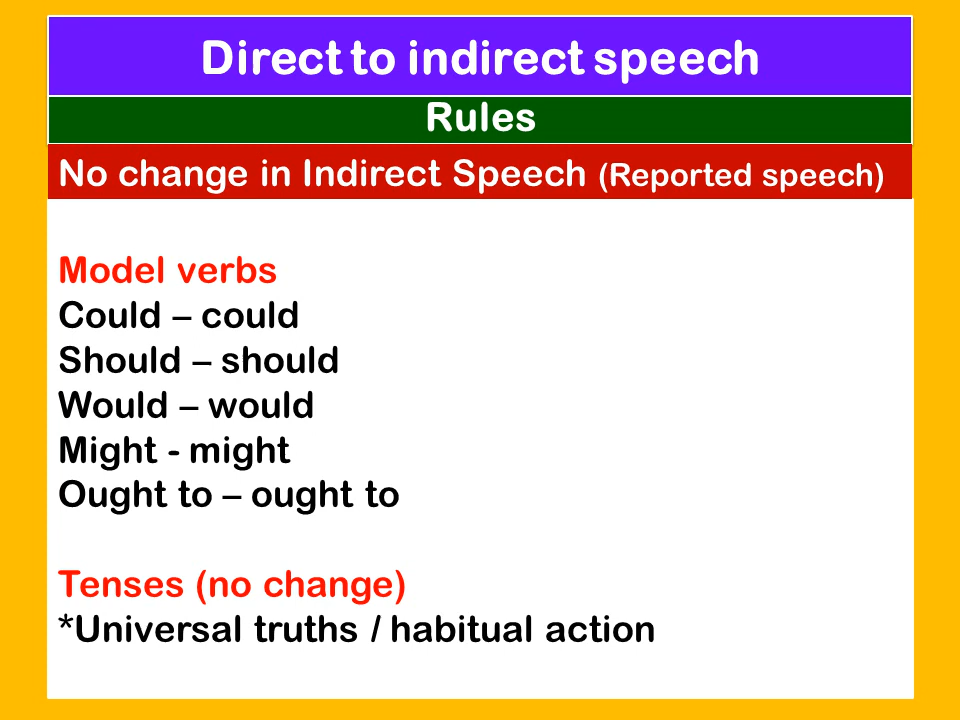 Direct to indirect speech
Rules
No change in Indirect Speech (Reported speech)
Model verbs
Could – could
Should – should
Would – would
Might - might
Ought to – ought to
Tenses (no change)
*Universal truths / habitual action